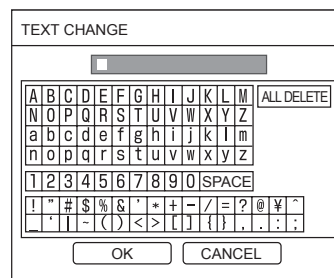 TEXT CHANGE
A B C D E F G H I J K L M ALL DELETE
N O P Q R S T U V W X Y Z
a b c d e f g h i j k l m
n o p q r s t u v w x y z
1 2 3 4 5 6 7 8 9 0 SPACE
! " # $ % & ' * + - / = ? @ ¥ ^
_ ` | ~ ( ) < > [ ] { } , . : ;
OK CANCEL